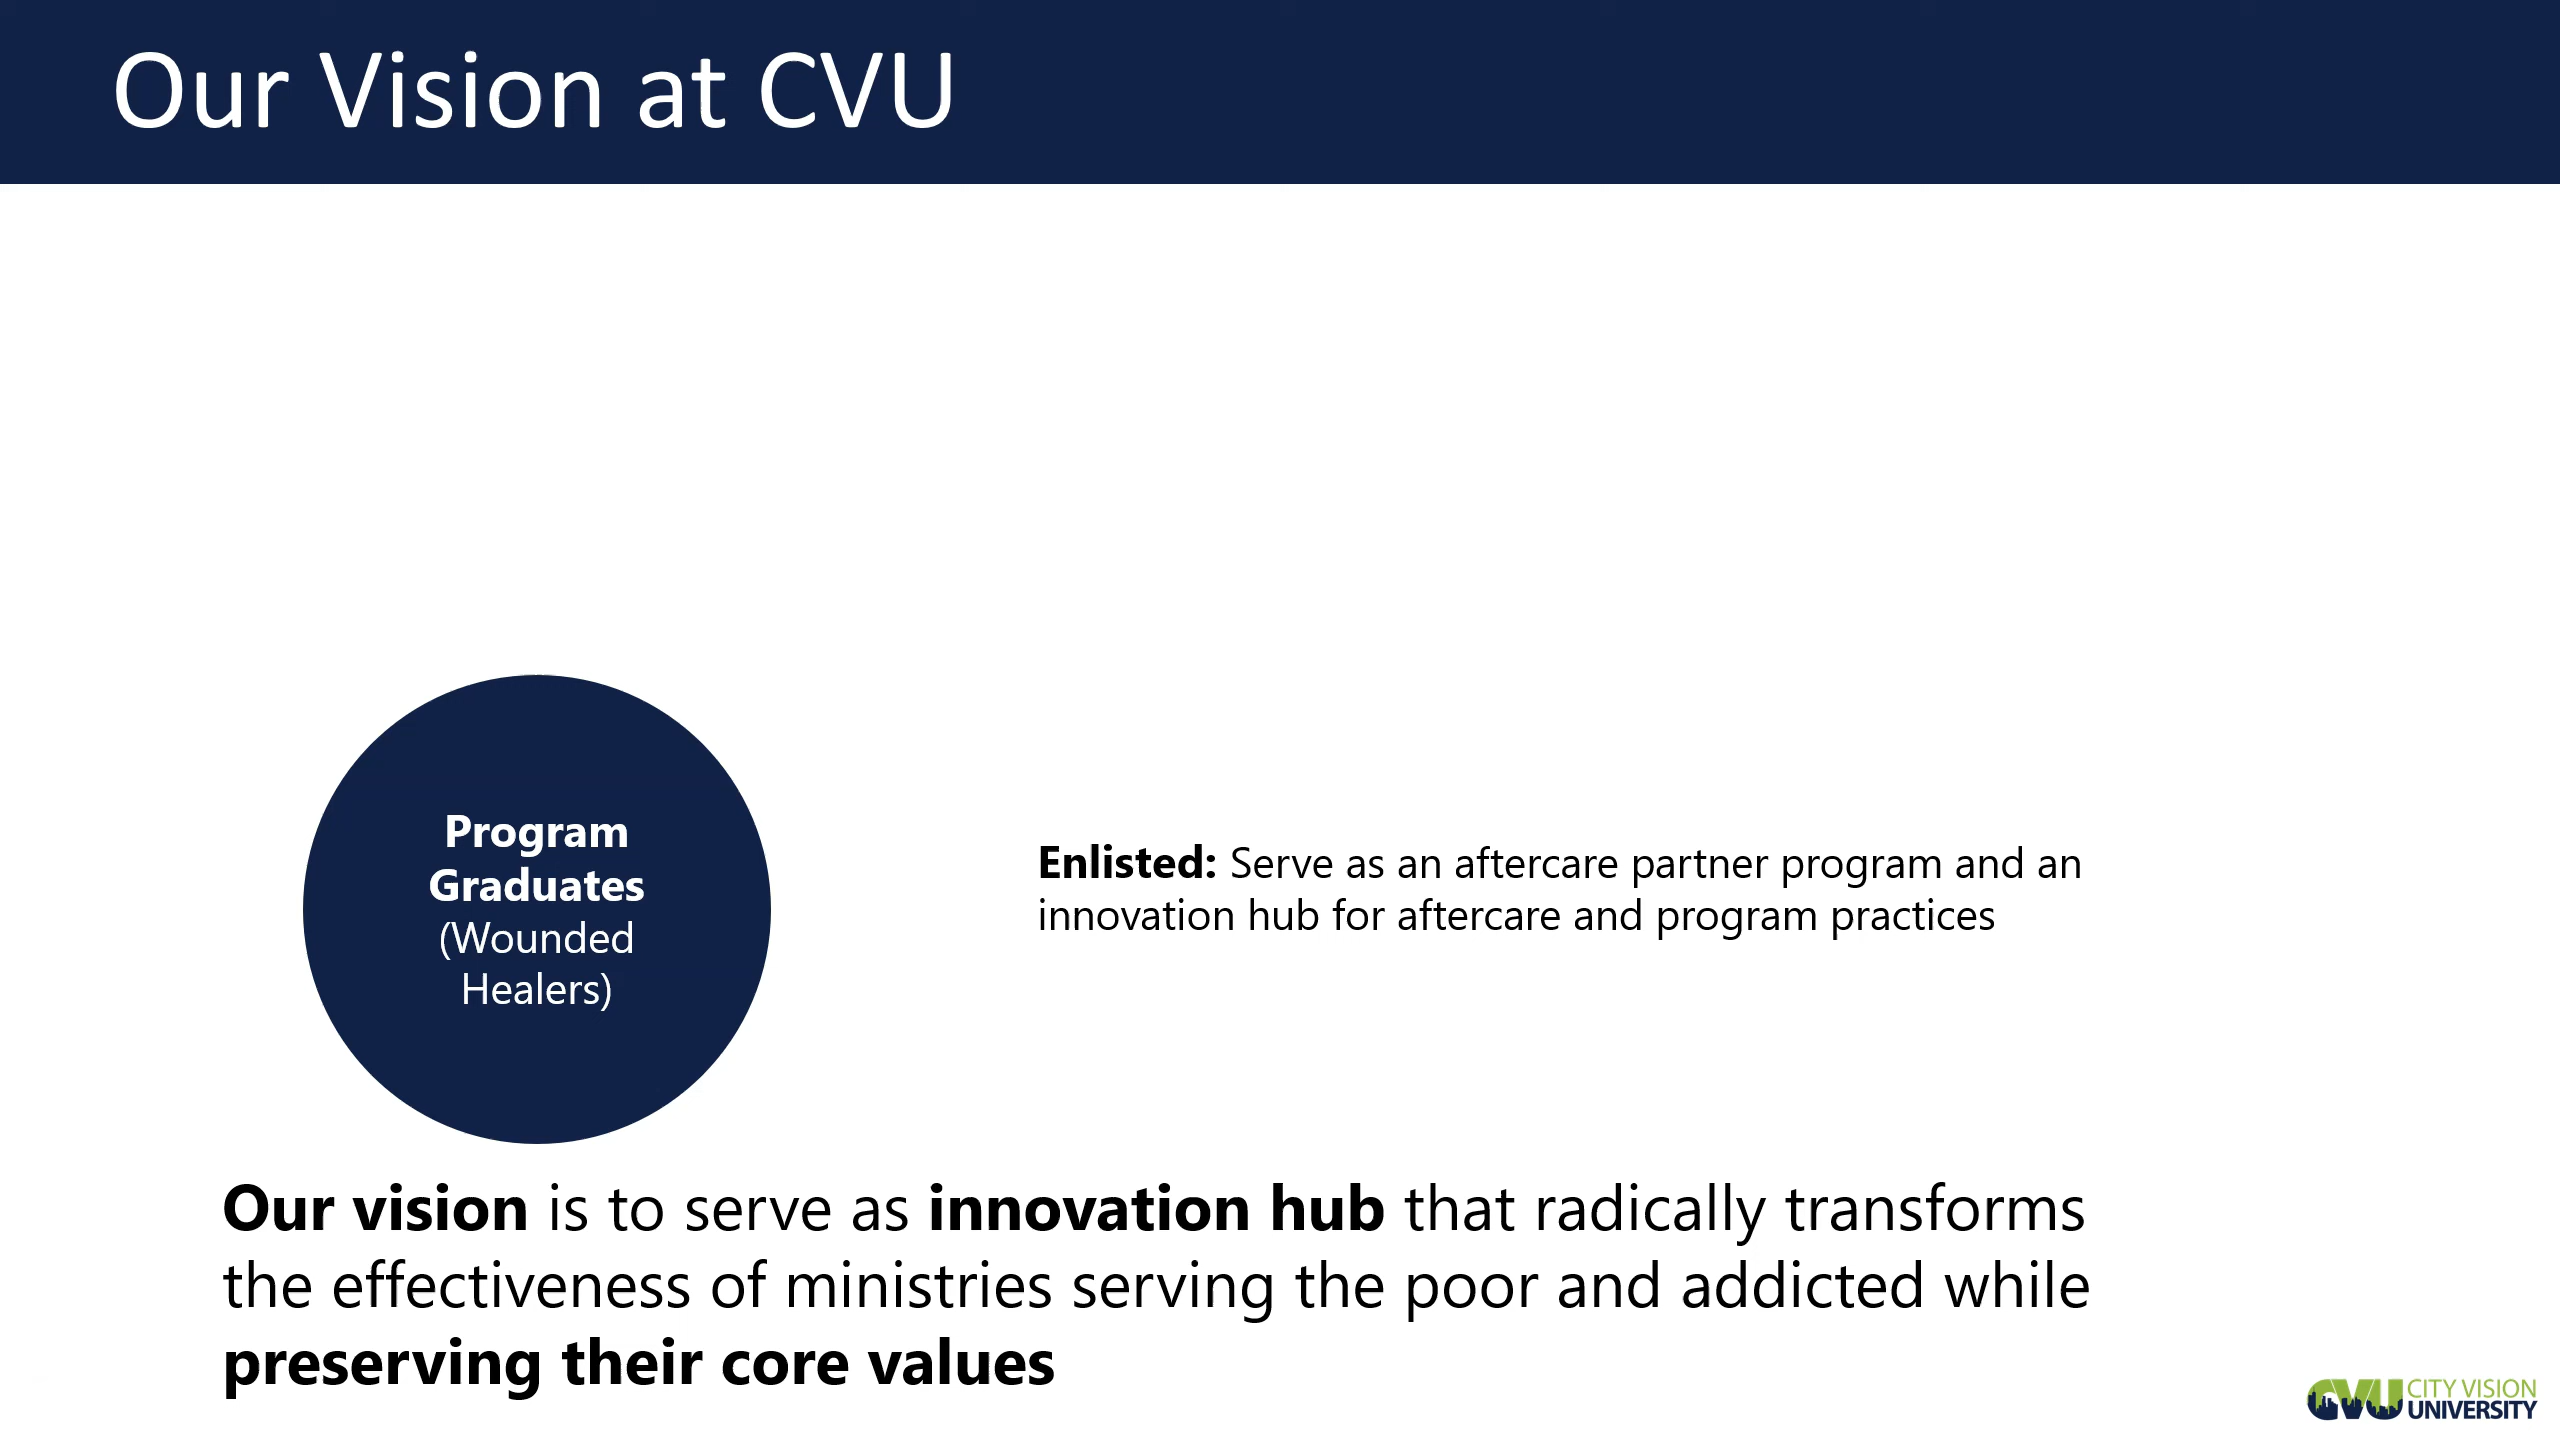 Our Vision at CVU
Program
Graduates
(Wounded
Healers)
Enlisted: Serve as an aftercare partner program and an
innovation hub for aftercare and program practices
Our vision is to serve as innovation hub that radically transforms
the effectiveness of ministries serving the poor and addicted while
preserving their core values
CVU CITY VISION
UNIVERSITY